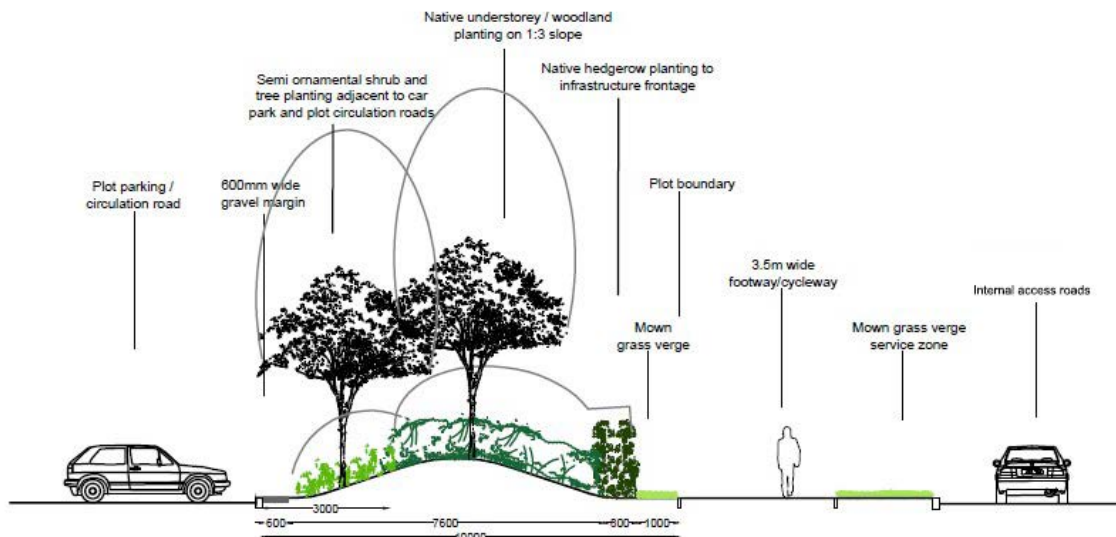 Native understorey / woodland
planting on 1:3 slope
Semi ornamental shrub and
tree planting adjacent to car
park and plot circulation roads
Native hedgerow planting to
infrastructure frontage
Plot parking /
circulation road
600mm wide
gravel margin
Plot boundary
3.5m wide
footway/cycleway
Internal access roads
Mown
grass verge
Mown grass verge
service zone
3000
600 7600 800 1000